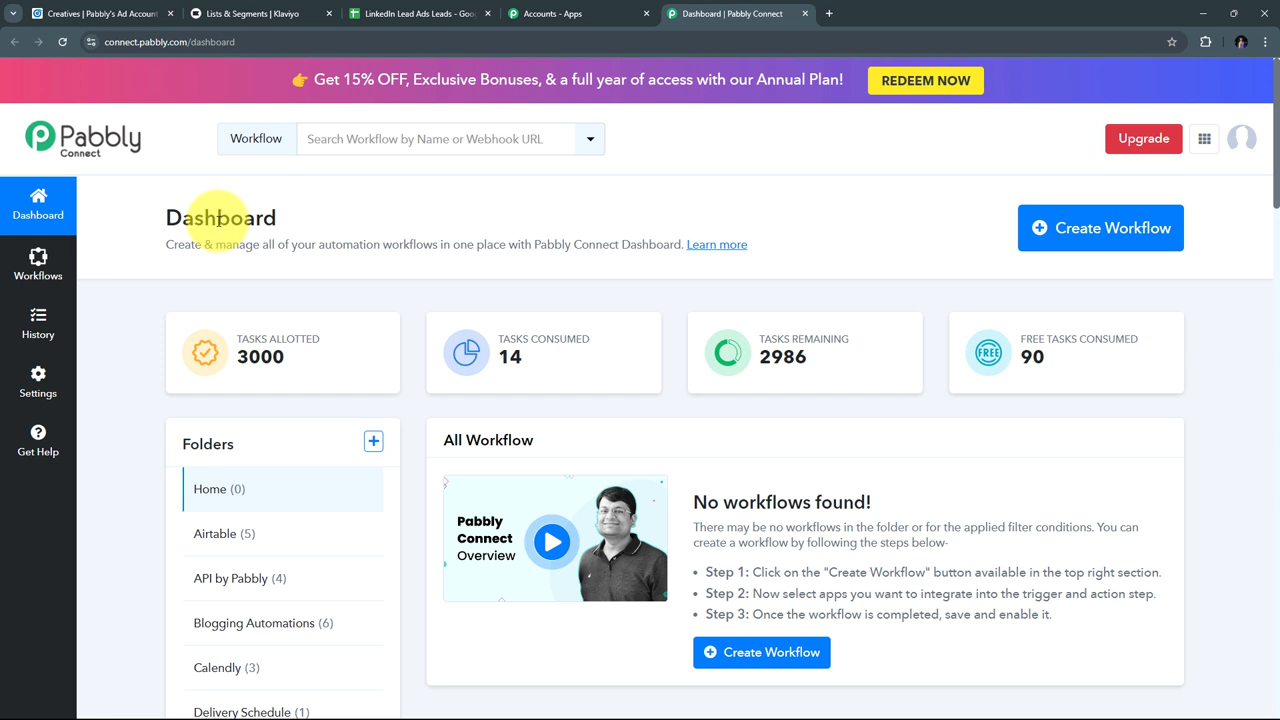 Creatives | Pabbly's Account
Lists & Segments | Klaviyo
LinkedIn Lead Ads Leads - Goo
Accounts - Apps
Dashboard | Pabbly Connect
connect.pabbly.com/dashboard
👉 Get 15% OFF, Exclusive Bonuses, & a full year of access with our Annual Plan!
REDEEM NOW
Pabbly
Connect
Workflow
Search Workflow by Name or Webhook URL
Upgrade
Dashboard
Workflows
History
Settings
Get Help
Dashboard
Create & manage all of your automation workflows in one place with Pabbly Connect Dashboard. Learn more
Create Workflow
TASKS ALLOTTED
3000
TASKS CONSUMED
14
TASKS REMAINING
2986
FREE
FREE TASKS CONSUMED
90
Folders
Home (0)
Airtable (5)
API by Pabbly (4)
Blogging Automations (6)
Calendly (3)
Delivery Schedule (1)
All Workflow
Pabbly
Connect
Overview
No workflows found!
There may be no workflows in the folder or for the applied filter conditions. You can
create a workflow by following the steps below-
• Step 1: Click on the "Create Workflow" button available in the top right section.
• Step 2: Now select apps you want to integrate into the trigger and action step.
• Step 3: Once the workflow is completed, save and enable it.
Create Workflow